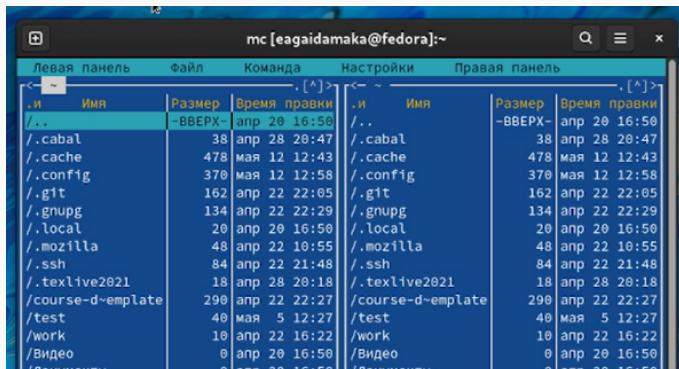 mc [eagaidamaka@fedora]:~
Левая панель Файл Команда Настройки Правая панель
<- ~ .[^]> <- ~ .[^]>
.и Имя Размер Время правки .и Имя Размер Время правки
/.. -ВВЕРХ- апр 20 16:50 /.. -ВВЕРХ- апр 20 16:50
/.cabal 38 апр 28 20:47 /.cabal 38 апр 28 20:47
/.cache 478 мая 12 12:43 /.cache 478 мая 12 12:43
/.config 370 мая 12 12:58 /.config 370 мая 12 12:58
/.git 162 апр 22 22:05 /.git 162 апр 22 22:05
/.gnupg 134 апр 22 22:29 /.gnupg 134 апр 22 22:29
/.local 20 апр 20 16:50 /.local 20 апр 20 16:50
/.mozilla 48 апр 22 10:55 /.mozilla 48 апр 22 10:55
/.ssh 84 апр 22 21:48 /.ssh 84 апр 22 21:48
/.texlive2021 18 апр 28 20:18 /.texlive2021 18 апр 28 20:18
/course-d~emplate 290 апр 22 22:27 /course-d~emplate 290 апр 22 22:27
/test 40 мая 5 12:27 /test 40 мая 5 12:27
/work 10 апр 22 16:22 /work 10 апр 22 16:22
/Видео 0 апр 20 16:50 /Видео 0 апр 20 16:50